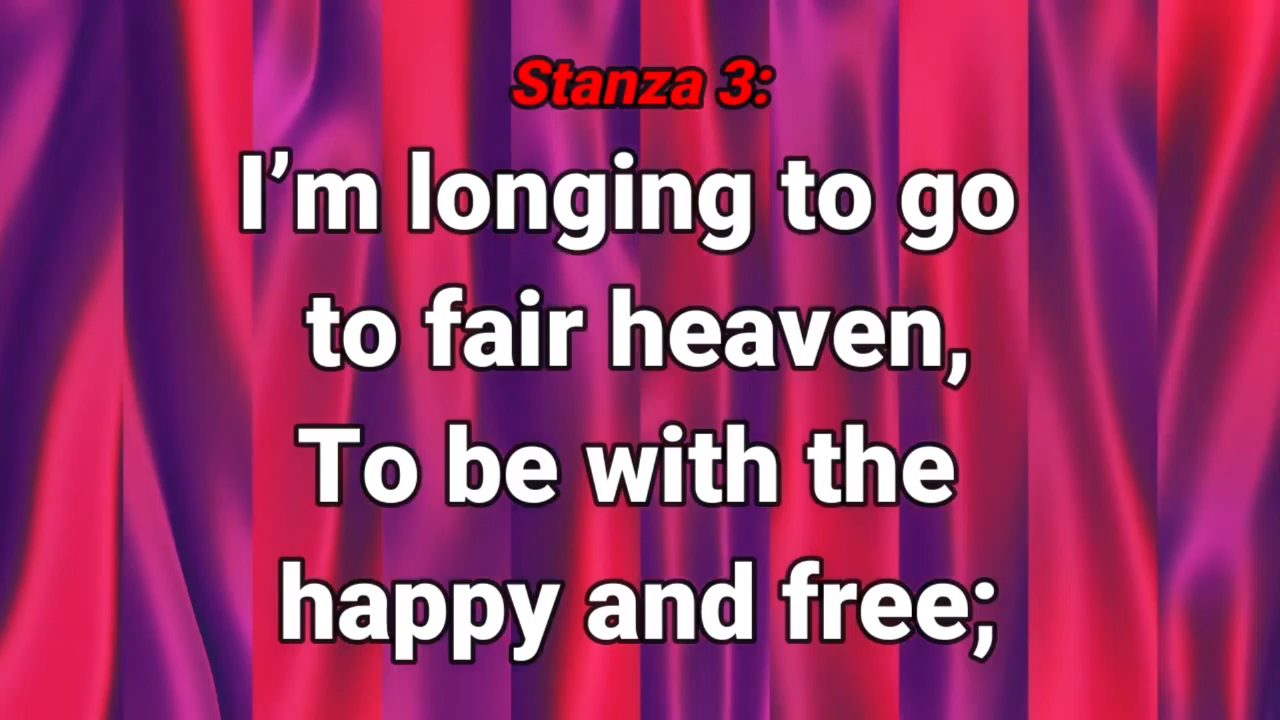 Stanza 3:
I’m longing to go
to fair heaven,
To be with the
happy and free;